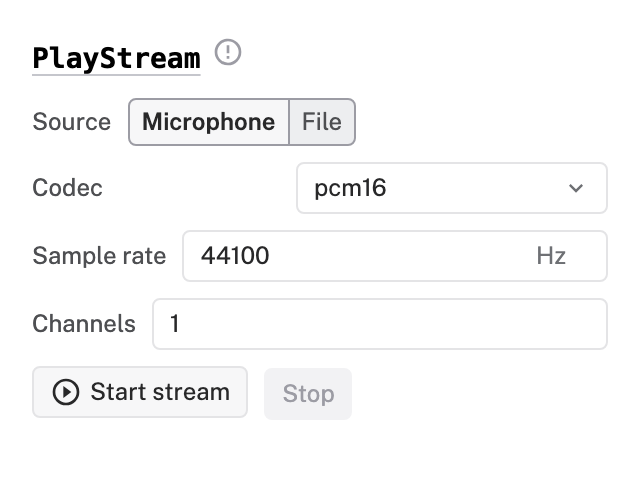 PlayStream
Source Microphone File
Codec pcm16
Sample rate 44100 Hz
Channels 1
Start stream Stop